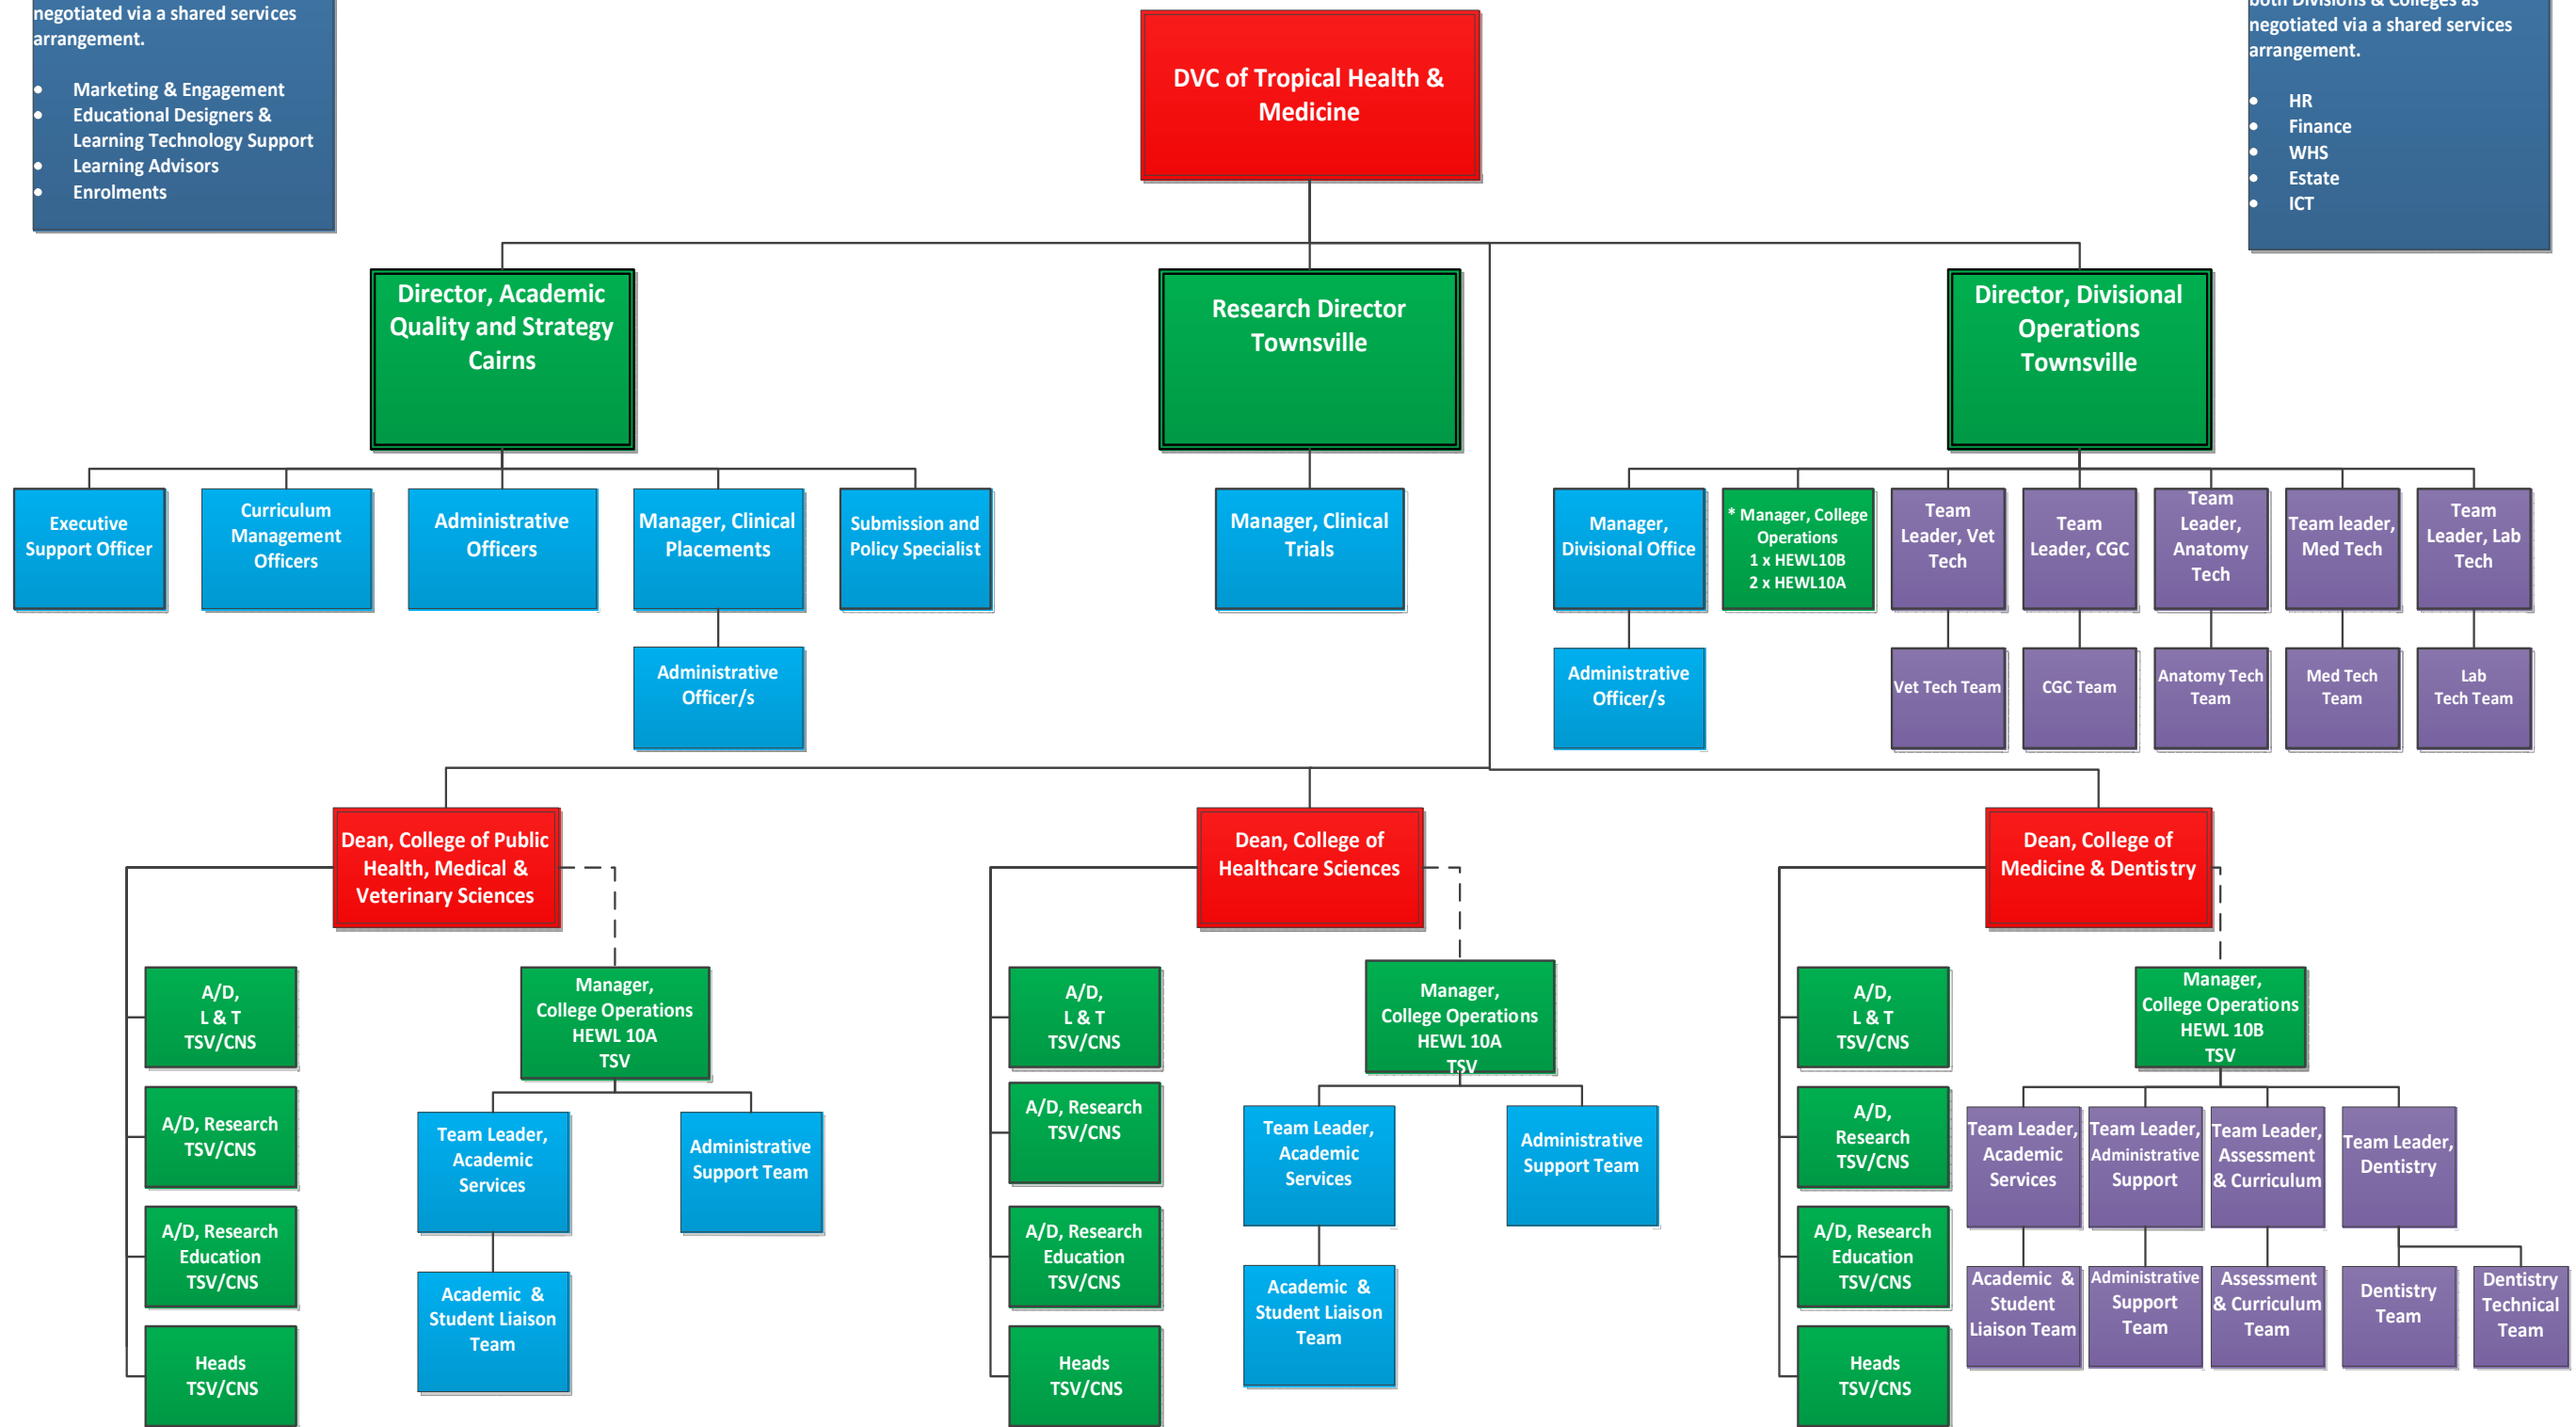 negotiated via a shared services
arrangement.
• Marketing & Engagement
• Educational Designers &
Learning Technology Support
• Learning Advisors
• Enrolments
DVC of Tropical Health &
Medicine
both Divisions & Colleges as
negotiated via a shared services
arrangement.
• HR
• Finance
• WHS
• Estate
• ICT
Director, Academic
Quality and Strategy
Cairns
Research Director
Townsville
Director, Divisional
Operations
Townsville
Executive
Support Officer
Curriculum
Management
Officers
Administrative
Officers
Manager, Clinical
Placements
Submission and
Policy Specialist
Manager, Clinical
Trials
Manager,
Divisional Office
* Manager, College
Operations
1 x HEWL10B
2 x HEWL10A
Team
Leader, Vet
Tech
Team
Leader, CGC
Team
Leader,
Anatomy
Tech
Team leader,
Med Tech
Team
Leader, Lab
Tech
Administrative
Officer/s
Administrative
Officer/s
Vet Tech Team
CGC Team
Anatomy Tech
Team
Med Tech
Team
Lab
Tech Team
Dean, College of Public
Health, Medical &
Veterinary Sciences
Dean, College of
Healthcare Sciences
Dean, College of
Medicine & Dentistry
A/D,
L & T
TSV/CNS
Manager,
College Operations
HEWL 10A
TSV
A/D, Research
TSV/CNS
Team Leader,
Academic
Services
Administrative
Support Team
A/D, Research
Education
TSV/CNS
Academic &
Student Liaison
Team
Heads
TSV/CNS
A/D,
L & T
TSV/CNS
Manager,
College Operations
HEWL 10A
TSV
A/D, Research
TSV/CNS
Team Leader,
Academic
Services
Administrative
Support Team
A/D, Research
Education
TSV/CNS
Academic &
Student Liaison
Team
Heads
TSV/CNS
A/D,
L & T
TSV/CNS
Manager,
College Operations
HEWL 10B
TSV
A/D,
Research
TSV/CNS
Team Leader,
Academic
Services
Team Leader,
Administrative
Support
Team Leader,
Assessment
& Curriculum
Team Leader,
Dentistry
A/D, Research
Education
TSV/CNS
Academic &
Student
Liaison Team
Administrative
Support
Team
Assessment
& Curriculum
Team
Dentistry
Team
Dentistry
Technical
Team
Heads
TSV/CNS